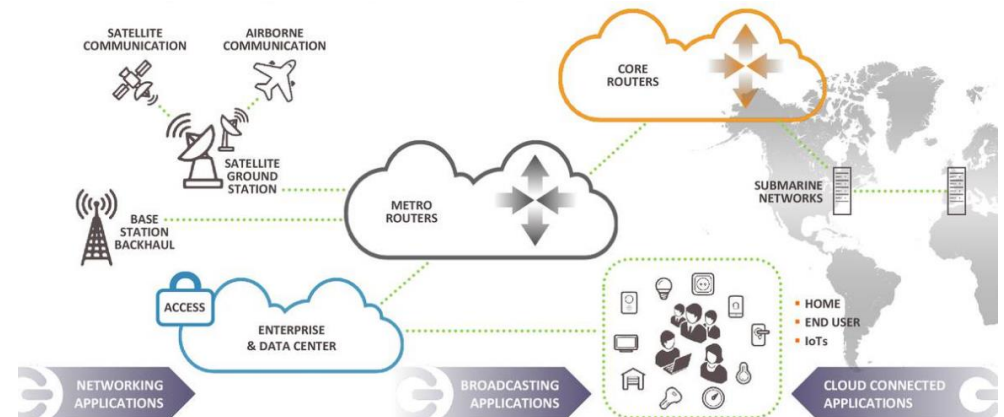 SATELLITE
COMMUNICATION
AIRBORNE
COMMUNICATION
CORE
ROUTERS
SATELLITE
GROUND
STATION
SUBMARINE
NETWORKS
METRO
ROUTERS
BASE
STATION
BACKHAUL
ACCESS
ENTERPRISE
& DATA CENTER
HOME
END USER
IoTs
NETWORKING
APPLICATIONS
BROADCASTING
APPLICATIONS
CLOUD CONNECTED
APPLICATIONS